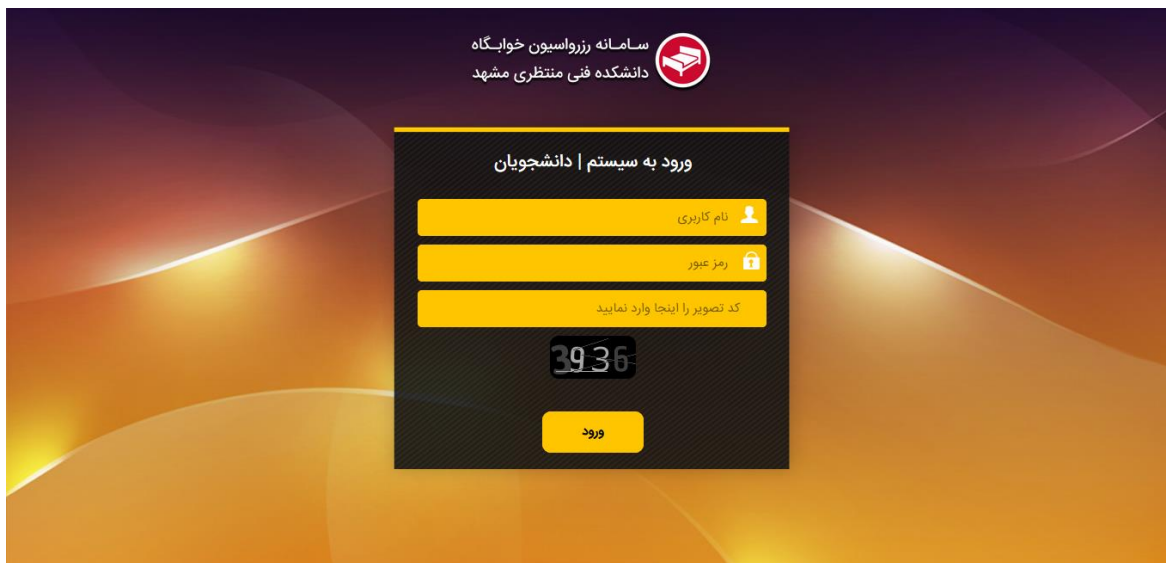 سامانه رزرواسیون خوابگاه
دانشکده فنی منتظری مشهد
ورود به سیستم | دانشجویان
نام کاربری
رمز عبور
کد تصویر را اینجا وارد نمایید
3936
ورود